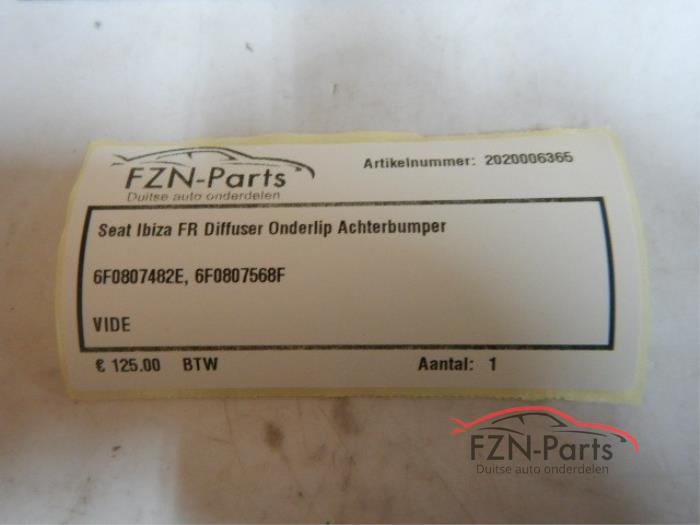 FZN-Parts
Duitse auto onderdelen
Artikelnummer: 2020006365
Seat Ibiza FR Diffuser Onderlip Achterbumper
6F0807482E, 6F0807568F
VIDE
€ 125.00 BTW
Aantal: 1
FZN-Parts
Duitse auto onderdelen